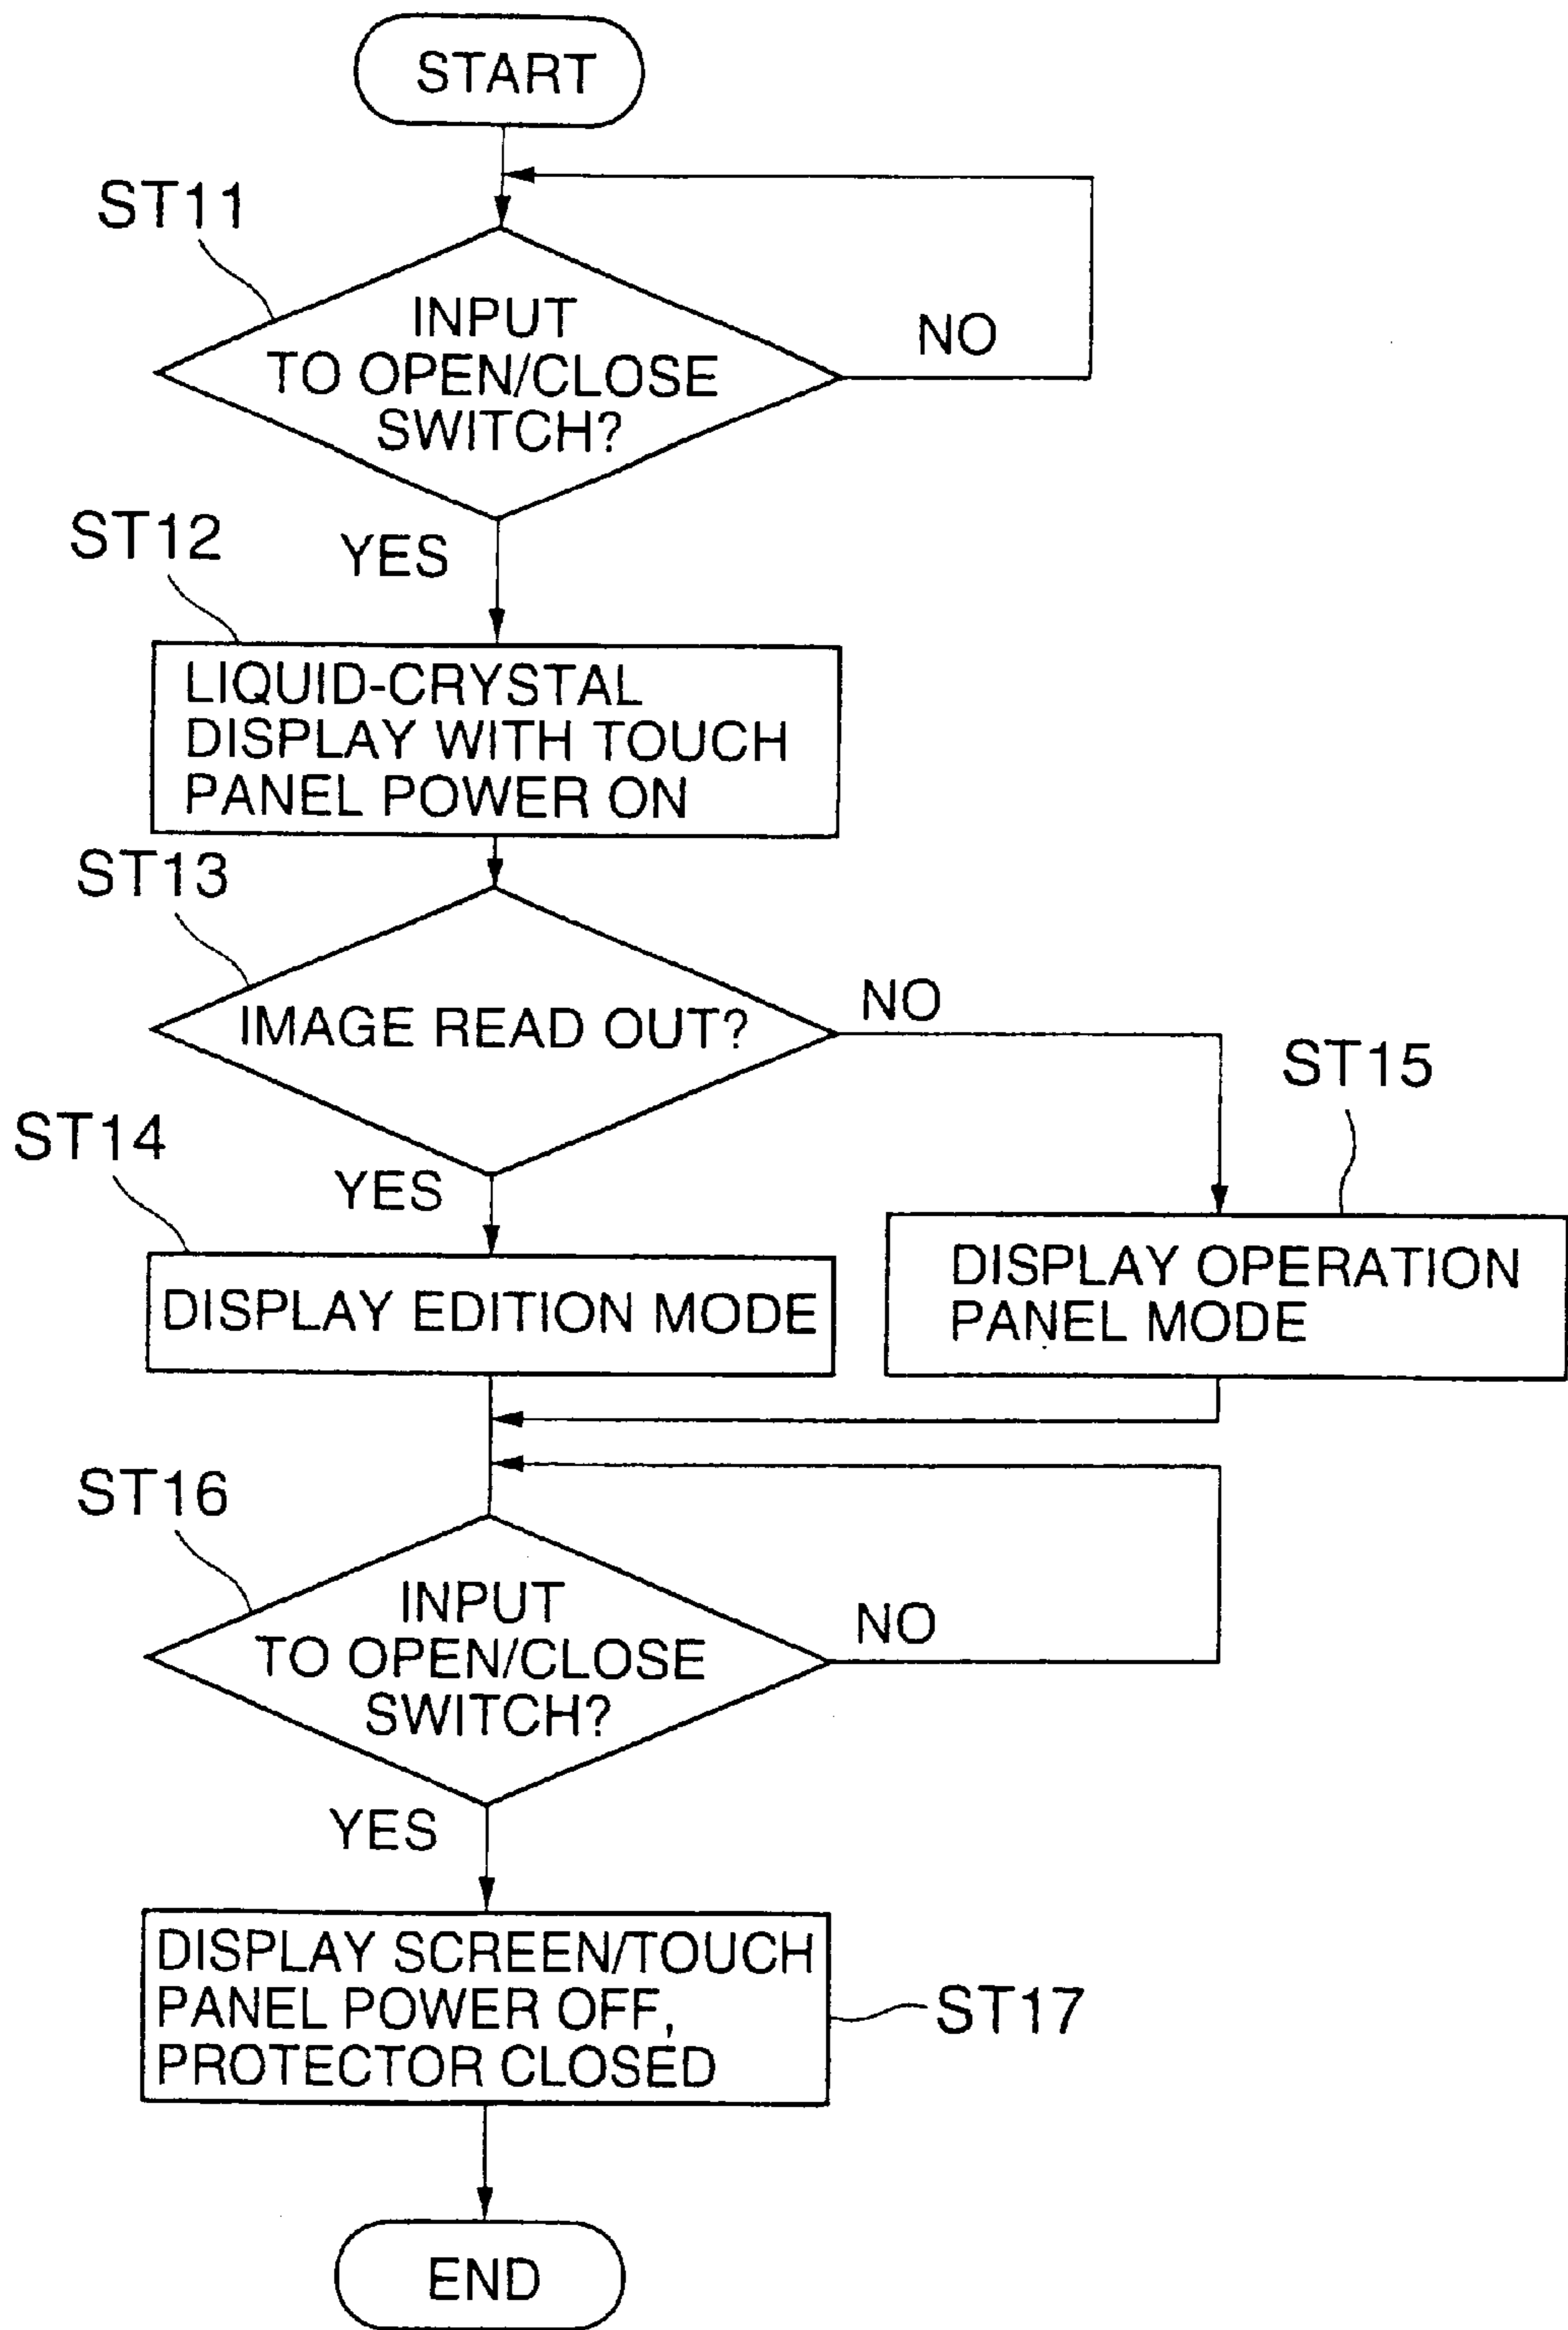 START
ST11
INPUT
TO OPEN/CLOSE
SWITCH?
NO
YES
ST12
LIQUID-CRYSTAL
DISPLAY WITH TOUCH
PANEL POWER ON
ST13
IMAGE READ OUT?
NO
YES
ST14
DISPLAY EDITION MODE
ST15
DISPLAY OPERATION
PANEL MODE
ST16
INPUT
TO OPEN/CLOSE
SWITCH?
NO
YES
DISPLAY SCREEN/TOUCH
PANEL POWER OFF,
PROTECTOR CLOSED
ST17
END